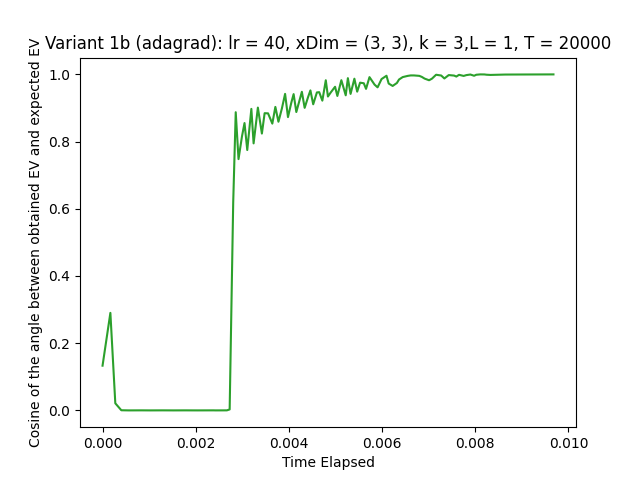 Variant 1b (adagrad): lr = 40, xDim = (3, 3), k = 3,L = 1, T = 20000
Cosine of the angle between obtained EV and expected EV
1.0
0.8
0.6
0.4
0.2
0.0
0.000 0.002 0.004 0.006 0.008 0.010
Time Elapsed